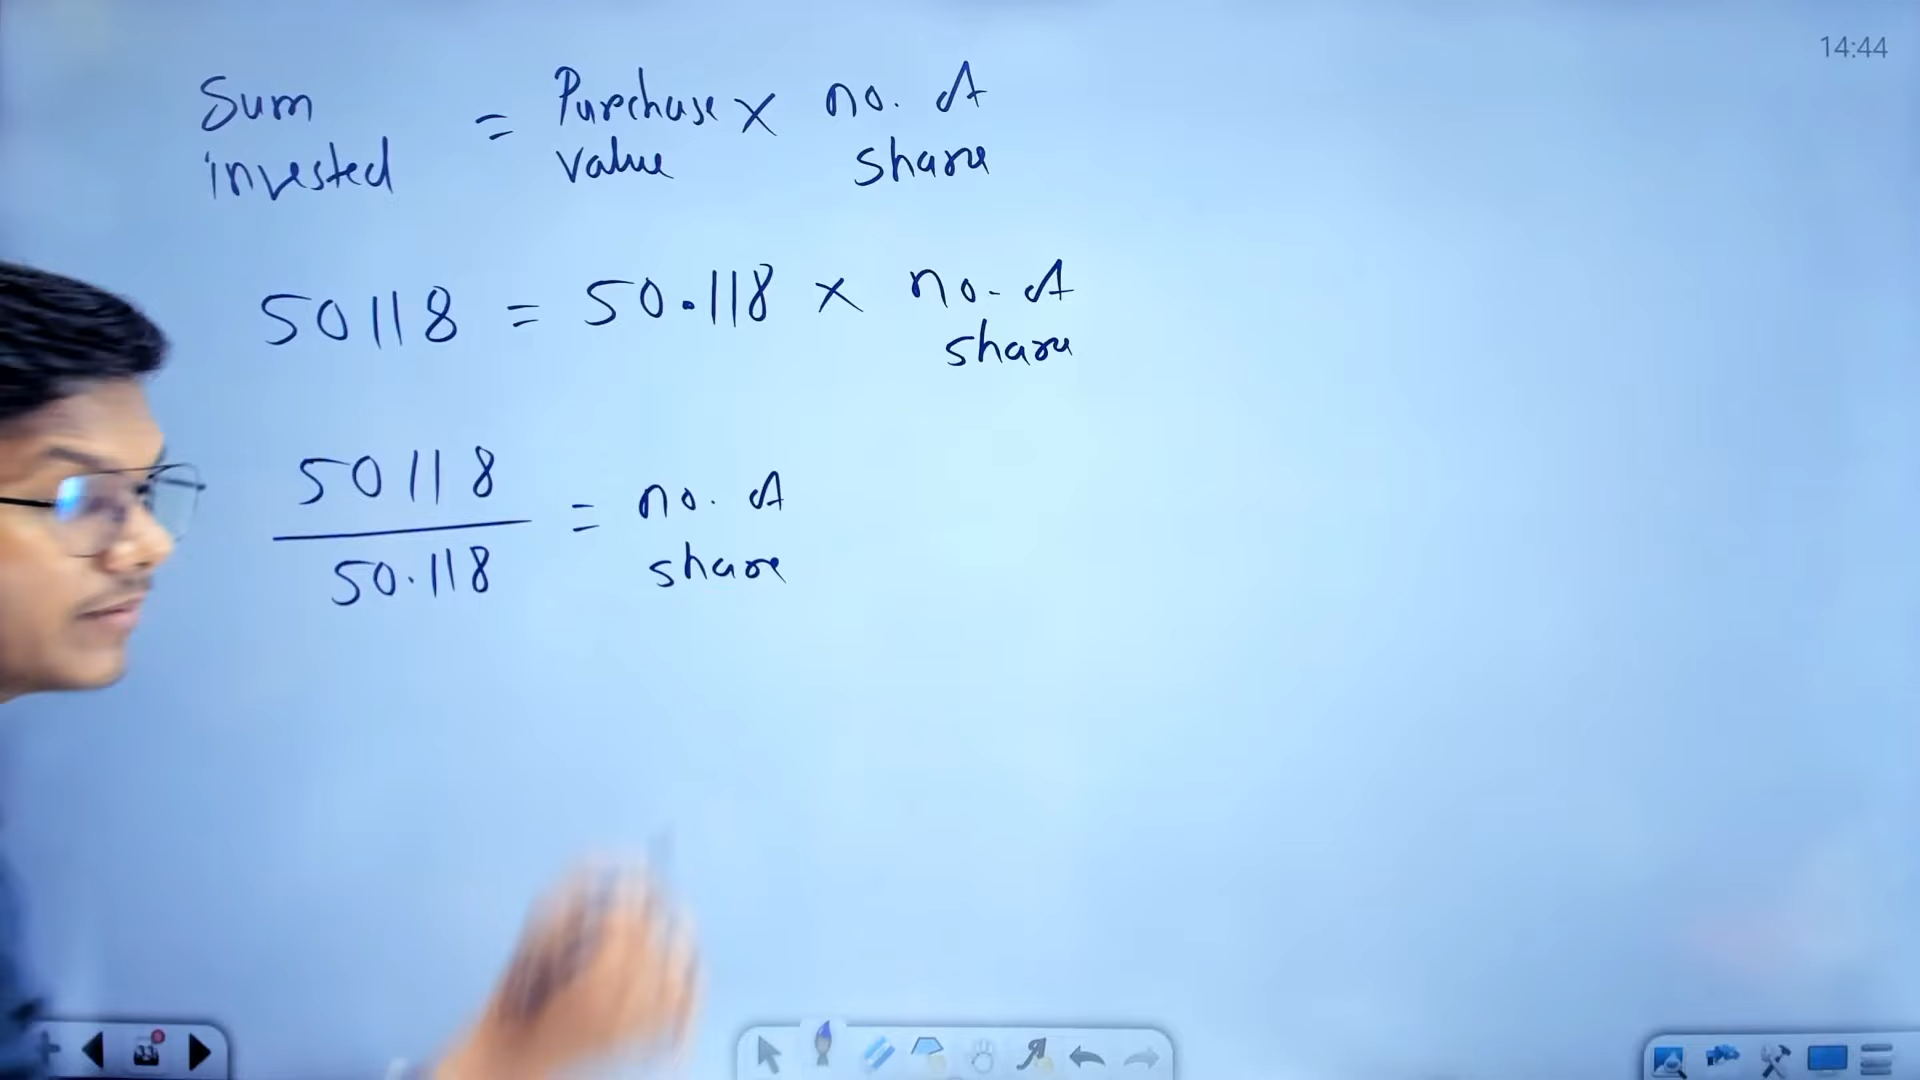 14:44
Sum invested = Purchase value × no. of share
50118 = 50.118 × no. of share
50118 / 50.118 = no. of share